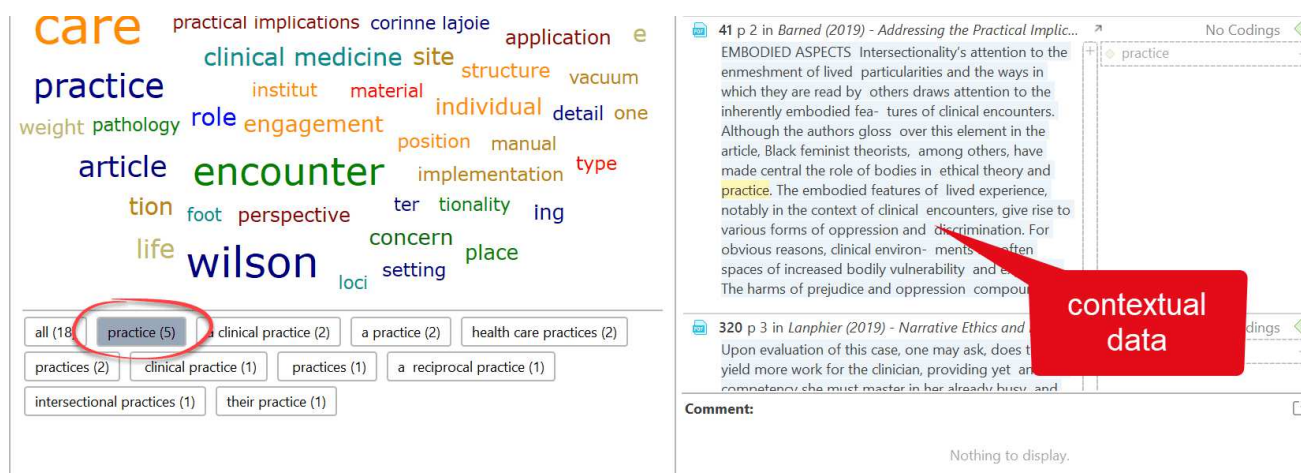 care
practical implications corinne lajoie
application e
clinical medicine site
structure vacuum
practice
institut material
individual detail one
weight pathology role engagement
position manual
article encounter
implementation type
tion foot perspective ter tionality ing
life wilson
concern place
loci setting
all (18)
practice (5)
a clinical practice (2)
a practice (2)
health care practices (2)
practices (2)
clinical practice (1)
practices (1)
a reciprocal practice (1)
intersectional practices (1)
their practice (1)
41 p 2 in Barned (2019) - Addressing the Practical Implic...
No Codings
EMBODIED ASPECTS Intersectionality’s attention to the
enmeshment of lived particularities and the ways in
which they are read by others draws attention to the
inherently embodied fea- tures of clinical encounters.
Although the authors gloss over this element in the
article, Black feminist theorists, among others, have
made central the role of bodies in ethical theory and
practice. The embodied features of lived experience,
notably in the context of clinical encounters, give rise to
various forms of oppression and discrimination. For
obvious reasons, clinical environ- ments often
spaces of increased bodily vulnerability and
The harms of prejudice and oppression
practice
contextual
data
320 p 3 in Lanphier (2019) - Narrative Ethics and
Upon evaluation of this case, one may ask, does
yield more work for the clinician, providing yet
competency she must master in her already busy, and
Comment:
Nothing to display.